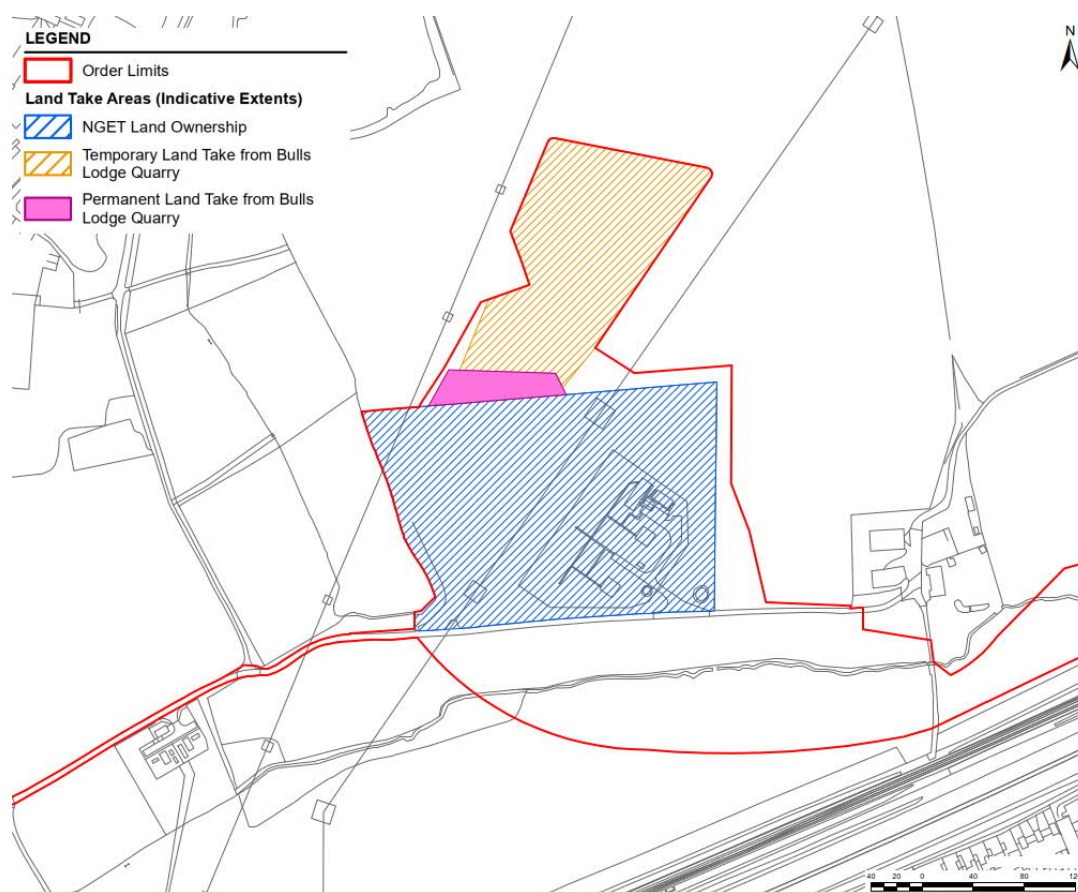 LEGEND
Order Limits
Land Take Areas (Indicative Extents)
NGET Land Ownership
Temporary Land Take from Bulls
Lodge Quarry
Permanent Land Take from Bulls
Lodge Quarry
N
40 20 0 40 80